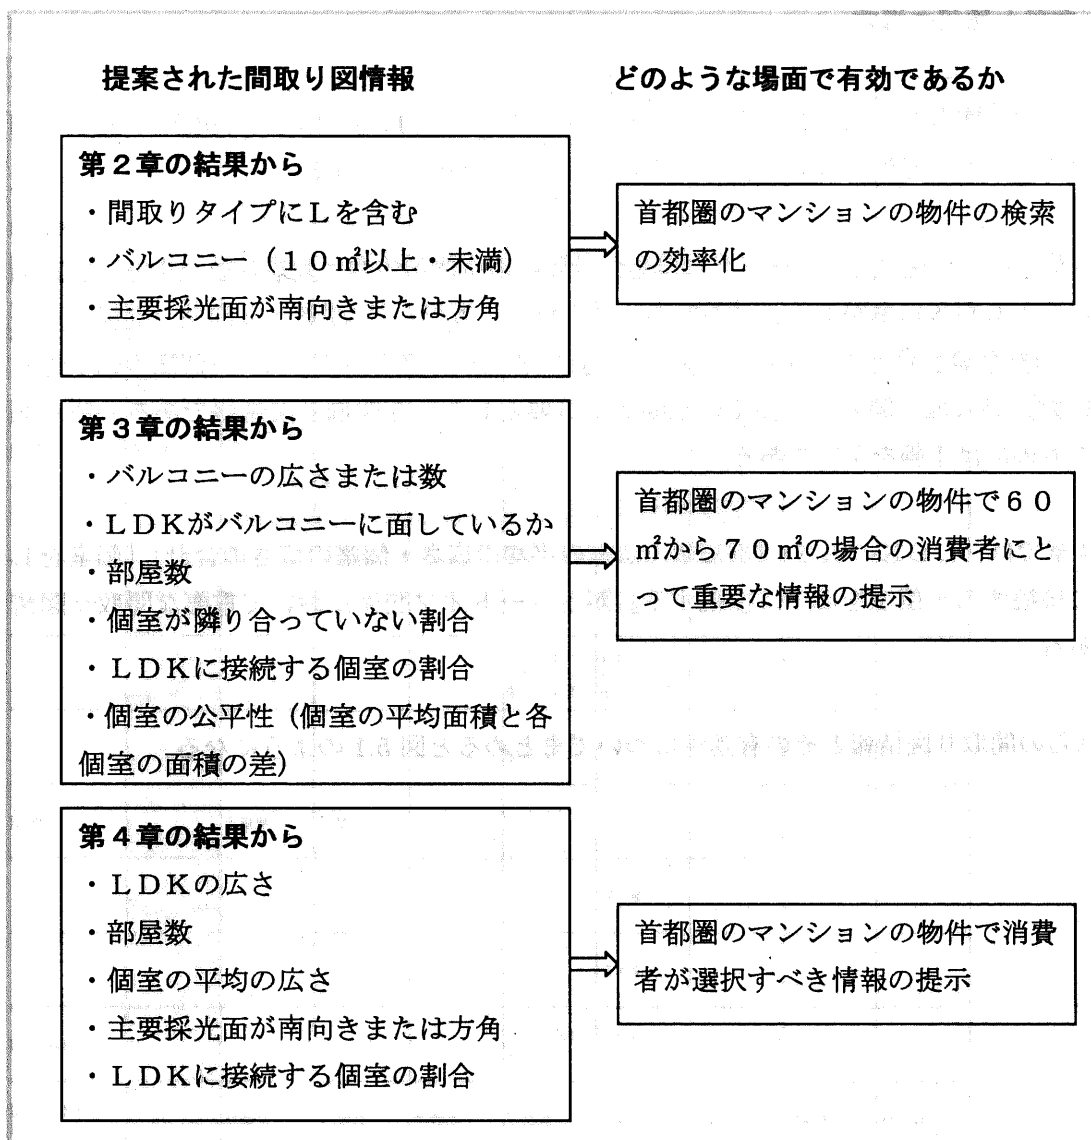 提案された間取り図情報
どのような場面で有効であるか
第２章の結果から
・間取りタイプにＬを含む
・バルコニー（１０㎡以上・未満）
・主要採光面が南向きまたは方角
首都圏のマンションの物件の検索
の効率化
第３章の結果から
・バルコニーの広さまたは数
・ＬＤＫがバルコニーに面しているか
・部屋数
・個室が隣り合っていない割合
・ＬＤＫに接続する個室の割合
・個室の公平性（個室の平均面積と各
個室の面積の差）
首都圏のマンションの物件で６０
㎡から７０㎡の場合の消費者にと
って重要な情報の提示
第４章の結果から
・ＬＤＫの広さ
・部屋数
・個室の平均の広さ
・主要採光面が南向きまたは方角
・ＬＤＫに接続する個室の割合
首都圏のマンションの物件で消費
者が選択すべき情報の提示